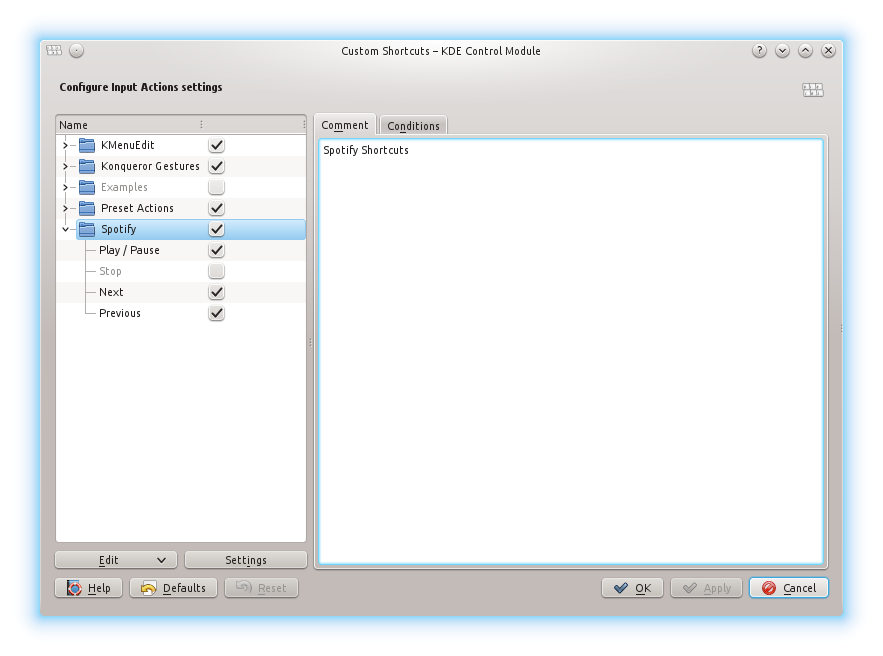 Custom Shortcuts – KDE Control Module
Configure Input Actions settings
Name
KMenuEdit
Konqueror Gestures
Examples
Preset Actions
Spotify
Play / Pause
Stop
Next
Previous
Comment
Conditions
Spotify Shortcuts
Edit
Settings
Help
Defaults
Reset
OK
Apply
Cancel